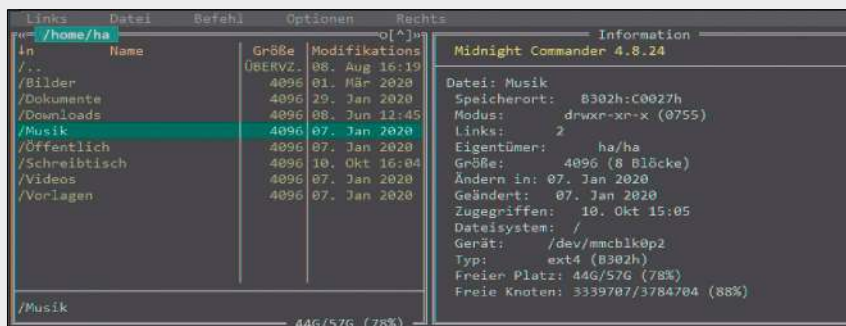 Links Datei Befehl Optionen Rechts
/home/ha o[^]
↓n Name Größe Modifikations
/.. ÜBERVZ. 08. Aug 16:19
/Bilder 4096 01. Mär 2020
/Dokumente 4096 29. Jan 2020
/Downloads 4096 08. Jun 12:45
/Musik 4096 07. Jan 2020
/Öffentlich 4096 07. Jan 2020
/Schreibtisch 4096 10. Okt 16:04
/Videos 4096 07. Jan 2020
/Vorlagen 4096 07. Jan 2020
/Musik
44G/57G (78%)
Information
Midnight Commander 4.8.24
Datei: Musik
Speicherort: B302h:C0027h
Modus: drwxr-xr-x (0755)
Links: 2
Eigentümer: ha/ha
Größe: 4096 (8 Blöcke)
Ändern in: 07. Jan 2020
Geändert: 07. Jan 2020
Zugegriffen: 10. Okt 15:05
Dateisystem: /
Gerät: /dev/mmcblk0p2
Typ: ext4 (B302h)
Freier Platz: 44G/57G (78%)
Freie Knoten: 3339707/3784704 (88%)